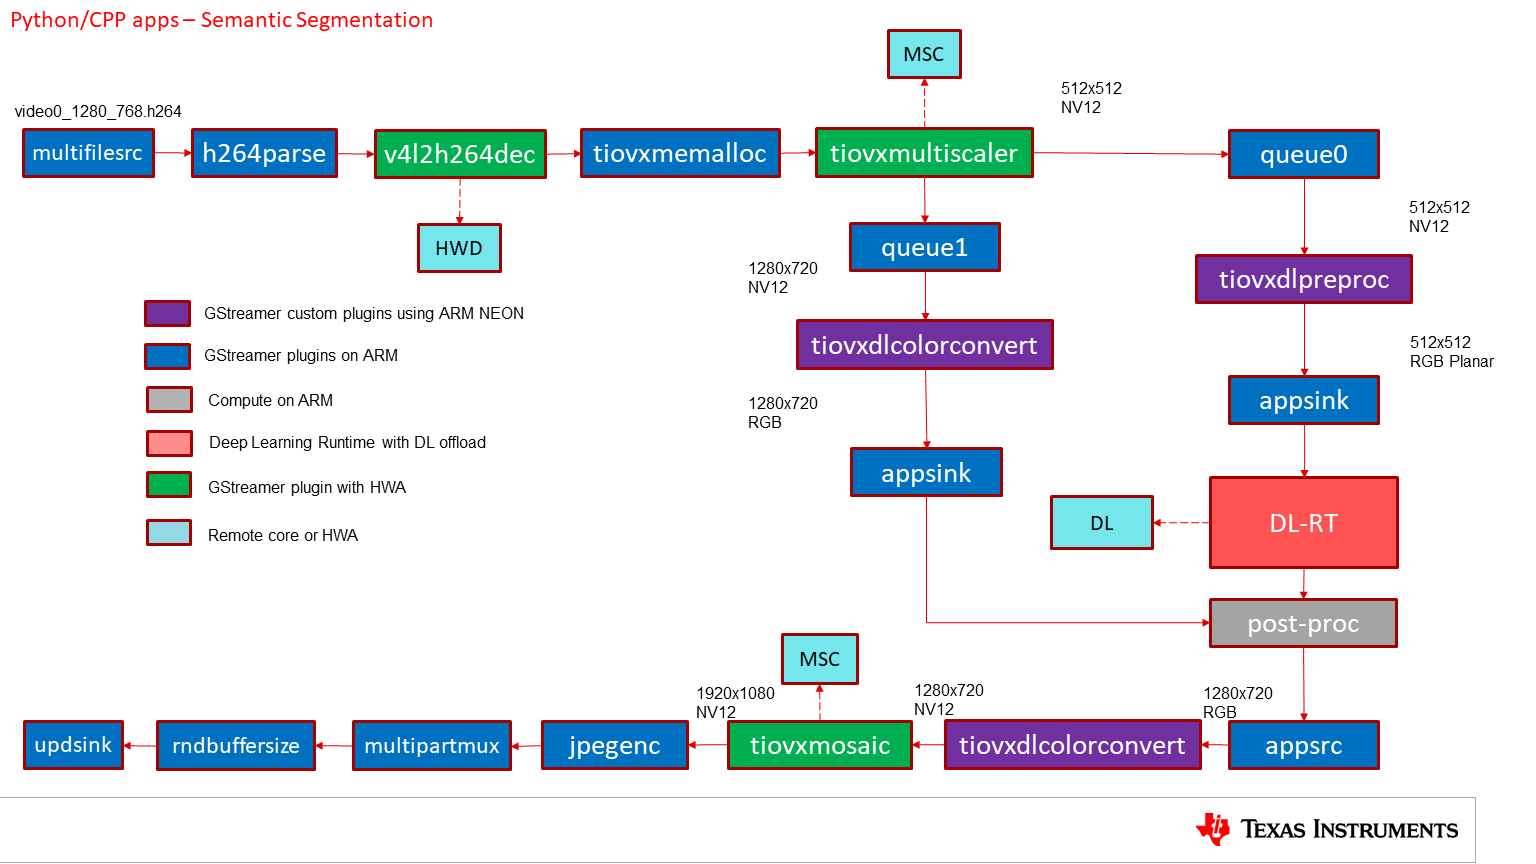 Python/CPP apps – Semantic Segmentation
MSC
512x512
NV12
video0_1280_768.h264
multifilesrc
h264parse
v4l2h264dec
tiovxmemalloc
tiovxmultiscaler
queue0
HWD
queue1
512x512
NV12
1280x720
NV12
tiovxdlpreproc
GStreamer custom plugins using ARM NEON
GStreamer plugins on ARM
Compute on ARM
Deep Learning Runtime with DL offload
GStreamer plugin with HWA
Remote core or HWA
tiovxdlcolorconvert
512x512
RGB Planar
1280x720
RGB
appsink
appsink
DL
DL-RT
post-proc
MSC
1920x1080
NV12
1280x720
NV12
1280x720
RGB
updsink
rndbuffersize
multipartmux
jpegenc
tiovxmosaic
tiovxdlcolorconvert
appsrc
TEXAS INSTRUMENTS